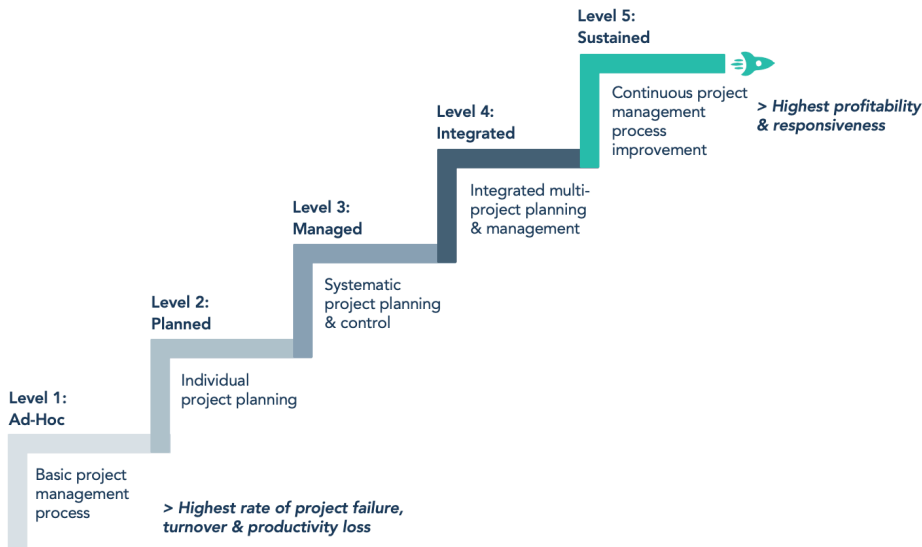 Level 5:
Sustained
Continuous project
management
process
improvement
> Highest profitability
& responsiveness
Level 4:
Integrated
Integrated multi-
project planning
& management
Level 3:
Managed
Systematic
project planning
& control
Level 2:
Planned
Individual
project planning
Level 1:
Ad-Hoc
Basic project
management
process
> Highest rate of project failure,
turnover & productivity loss